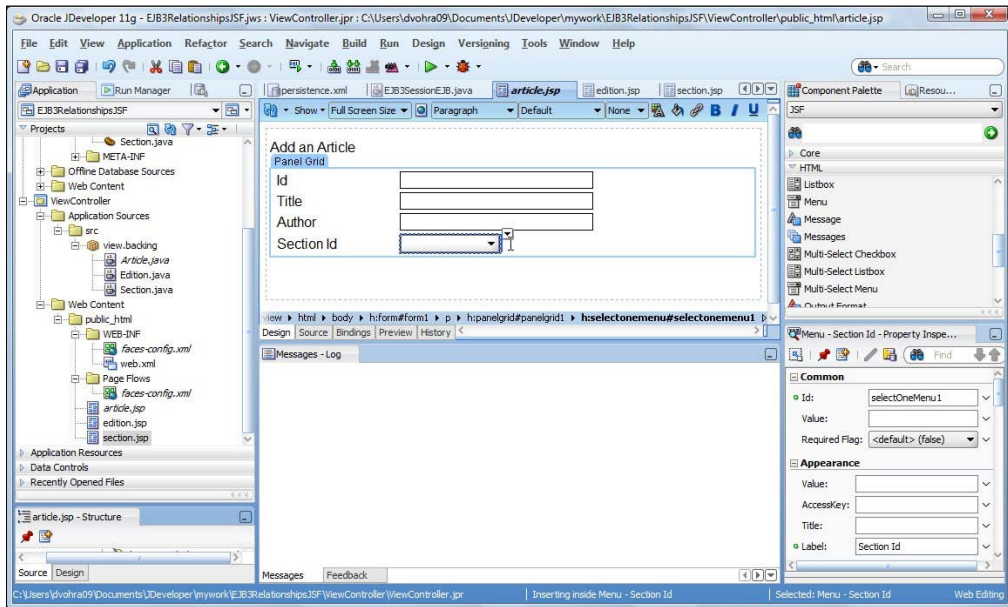 Oracle JDeveloper 11g - EJB3RelationshipsJSF.jws : ViewController.jpr : C:\Users\dvohra09\Documents\JDeveloper\mywork\EJB3RelationshipsJSF\ViewController\public_html\article.jsp
File Edit View Application Refactor Search Navigate Build Run Design Versioning Tools Window Help
Search
Application Run Manager
EJB3RelationshipsJSF
Projects
Section.java
META-INF
Offline Database Sources
Web Content
ViewController
Application Sources
src
view.backing
Article.java
Edition.java
Section.java
Web Content
public_html
WEB-INF
faces-config.xml
web.xml
Page Flows
faces-config.xml
article.jsp
edition.jsp
section.jsp
Application Resources
Data Controls
Recently Opened Files
article.jsp - Structure
Source Design
persistence.xml EJB3SessionEJB.java article.jsp edition.jsp section.jsp
Show Full Screen Size Paragraph Default None B I U
Add an Article
Panel Grid
Id
Title
Author
Section Id
view html body h:form#form1 p h:panelgrid#panelgrid1 h:selectonemenu#selectonemenu1
Design Source Bindings Preview History
Messages - Log
Messages Feedback
Component Palette Resou...
JSF
Core
HTML
Listbox
Menu
Message
Messages
Multi-Select Checkbox
Multi-Select Listbox
Multi-Select Menu
Output Format
Menu - Section Id - Property Inspe...
Find
Common
Id: selectOneMenu1
Value:
Required Flag: <default> (false)
Appearance
Value:
AccessKey:
Title:
Label: Section Id
C:\Users\dvohra09\Documents\JDeveloper\mywork\EJB3RelationshipsJSF\ViewController\ViewController.jpr Inserting inside Menu - Section Id Selected: Menu - Section Id Web Editing